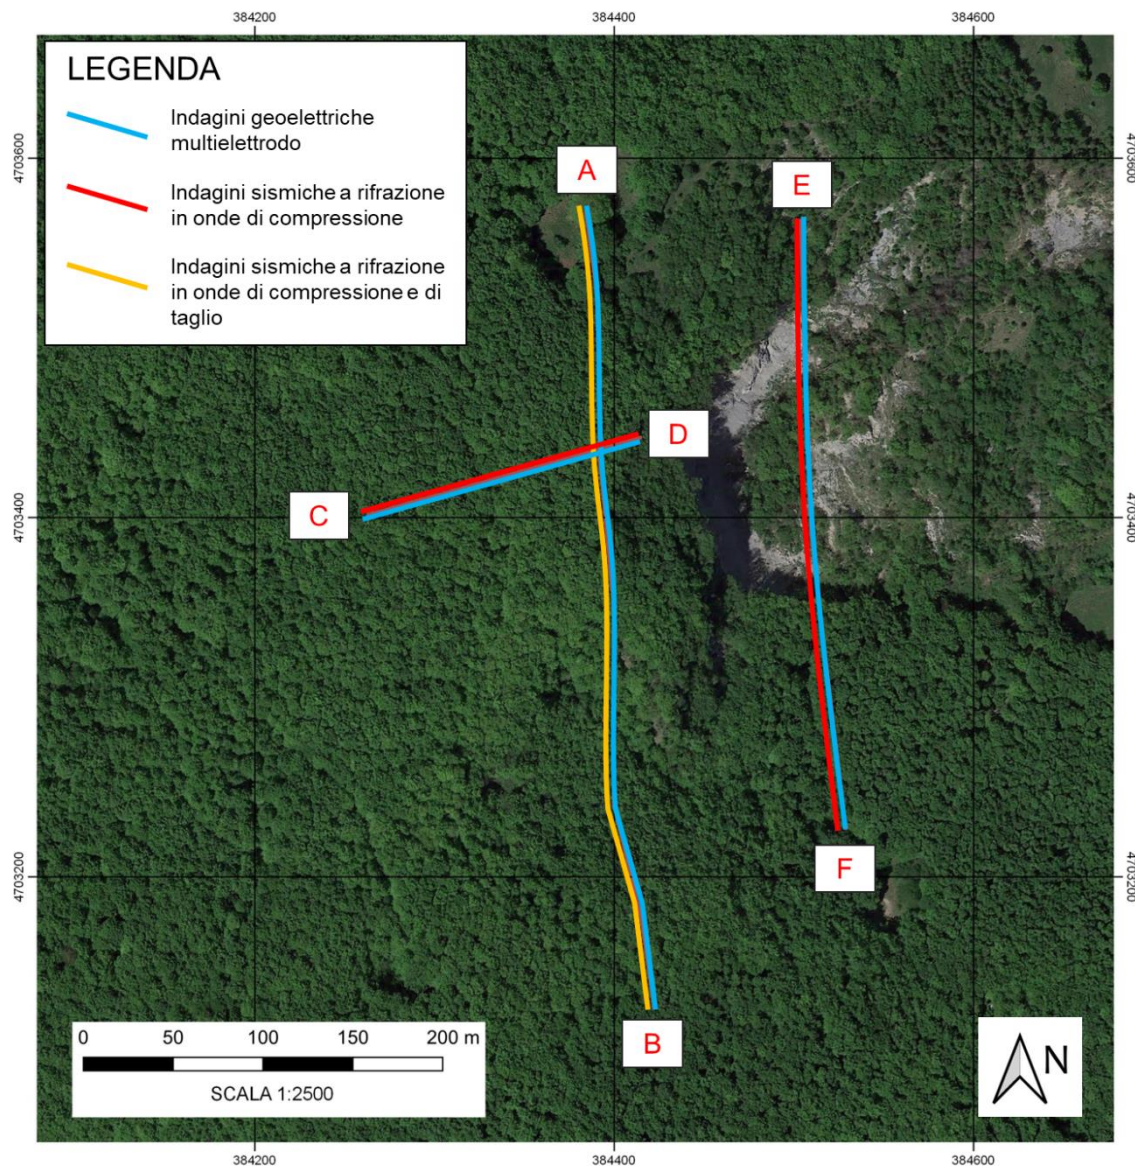 384200 384400 384600
LEGENDA
Indagini geoelettriche
multielettrodo
Indagini sismiche a rifrazione
in onde di compressione
Indagini sismiche a rifrazione
in onde di compressione e di
taglio
4703600
4703600
A
E
D
C
4703400
4703400
4703200
4703200
F
B
0 50 100 150 200 m
SCALA 1:2500
N
384200 384400 384600